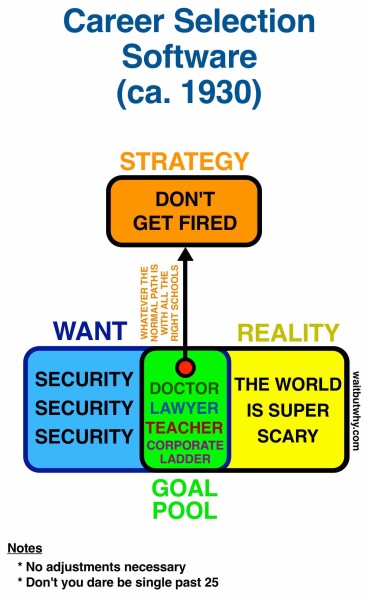 Career Selection
Software
(ca. 1930)
STRATEGY
DON'T
GET FIRED
WHATEVER THE
NORMAL PATH IS
WITH ALL THE
RIGHT SCHOOLS
WANT
REALITY
SECURITY
SECURITY
SECURITY
DOCTOR
LAWYER
TEACHER
CORPORATE
LADDER
THE WORLD
IS SUPER
SCARY
waitbutwhy.com
GOAL
POOL
Notes
* No adjustments necessary
* Don't you dare be single past 25